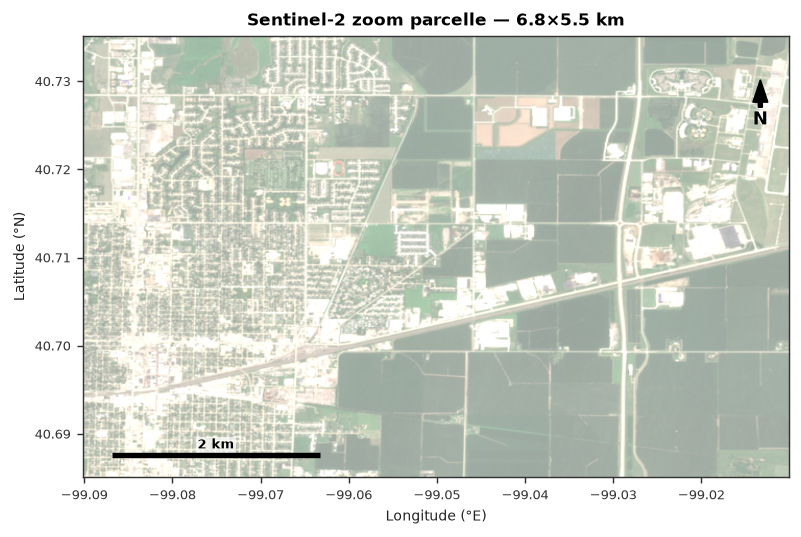 Sentinel-2 zoom parcelle — 6.8×5.5 km
40.73
40.72
40.71
40.70
40.69
Latitude (°N)
N
2 km
−99.09
−99.08
−99.07
−99.06
−99.05
−99.04
−99.03
−99.02
Longitude (°E)